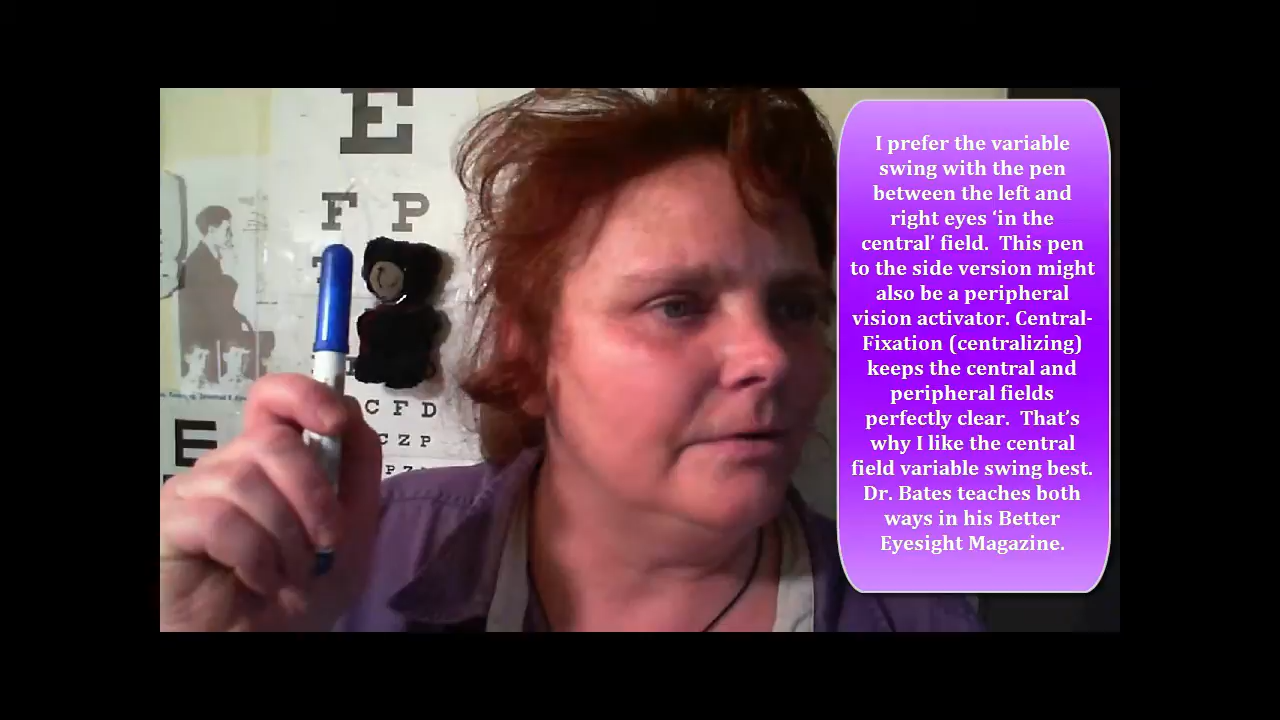 E
F P
T
C F D
C Z P
P Z
E
I prefer the variable
swing with the pen
between the left and
right eyes ‘in the
central’ field.  This pen
to the side version might
also be a peripheral
vision activator. Central-
Fixation (centralizing)
keeps the central and
peripheral fields
perfectly clear.  That’s
why I like the central
field variable swing best.
Dr. Bates teaches both
ways in his Better
Eyesight Magazine.